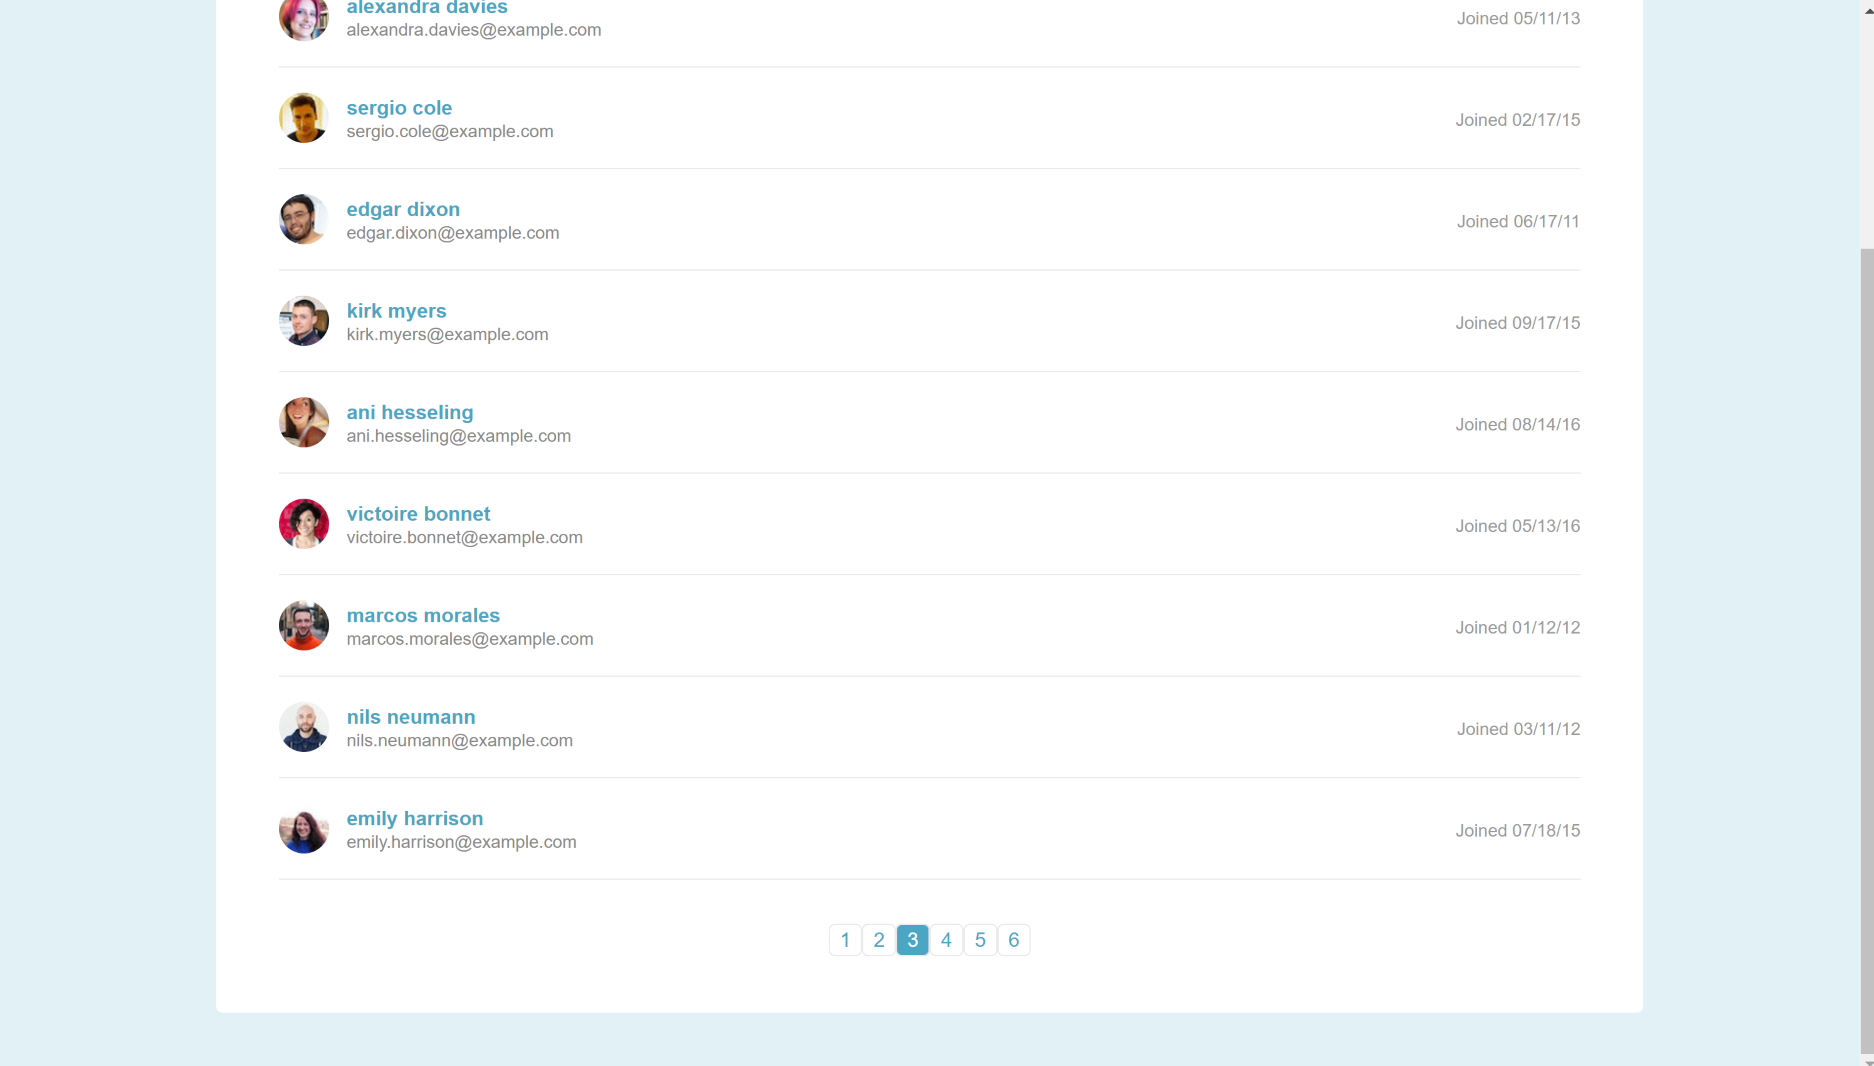 alexandra davies
alexandra.davies@example.com
Joined 05/11/13
sergio cole
sergio.cole@example.com
Joined 02/17/15
edgar dixon
edgar.dixon@example.com
Joined 06/17/11
kirk myers
kirk.myers@example.com
Joined 09/17/15
ani hesseling
ani.hesseling@example.com
Joined 08/14/16
victoire bonnet
victoire.bonnet@example.com
Joined 05/13/16
marcos morales
marcos.morales@example.com
Joined 01/12/12
nils neumann
nils.neumann@example.com
Joined 03/11/12
emily harrison
emily.harrison@example.com
Joined 07/18/15
1 2 3 4 5 6